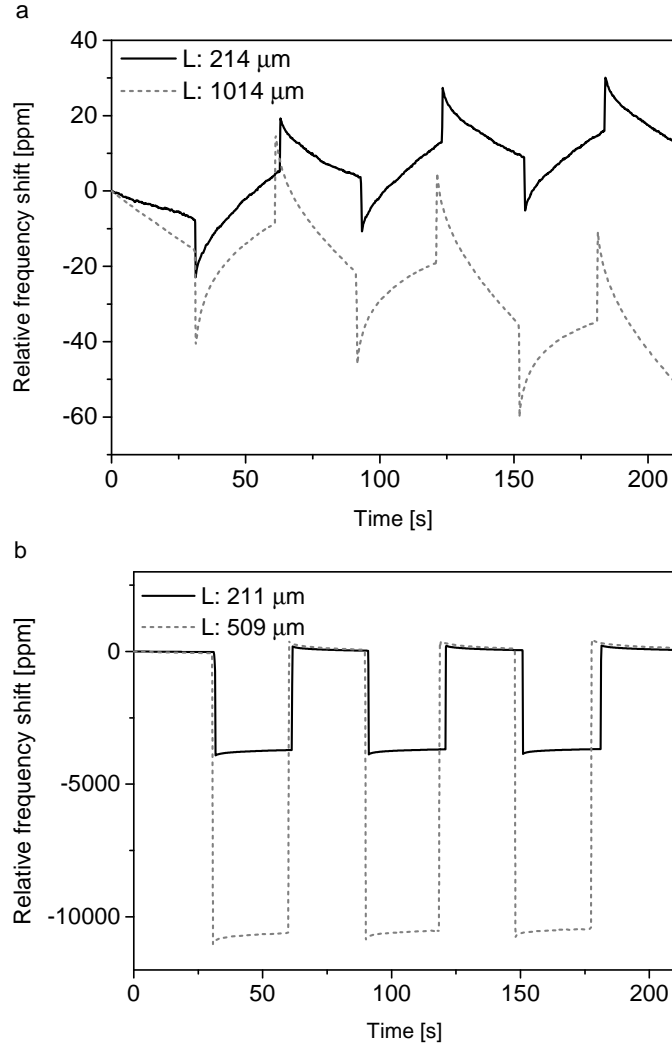 a
L: 214 μm
L: 1014 μm
40
20
0
-20
-40
-60
Relative frequency shift [ppm]
0
50
100
150
200
Time [s]
b
L: 211 μm
L: 509 μm
0
-5000
-10000
Relative frequency shift [ppm]
0
50
100
150
200
Time [s]